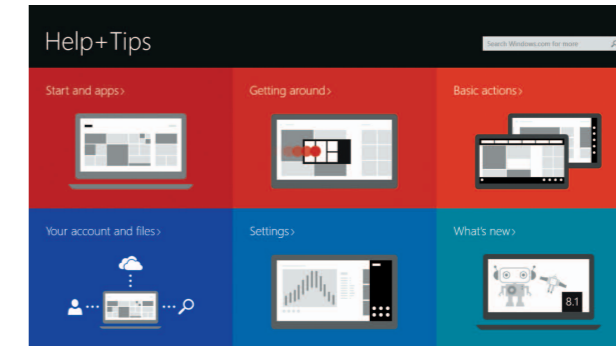 Help+Tips
Search Windows.com for more
Start and apps>
Getting around>
Basic actions>
Your account and files>
Settings>
What's new>
8.1